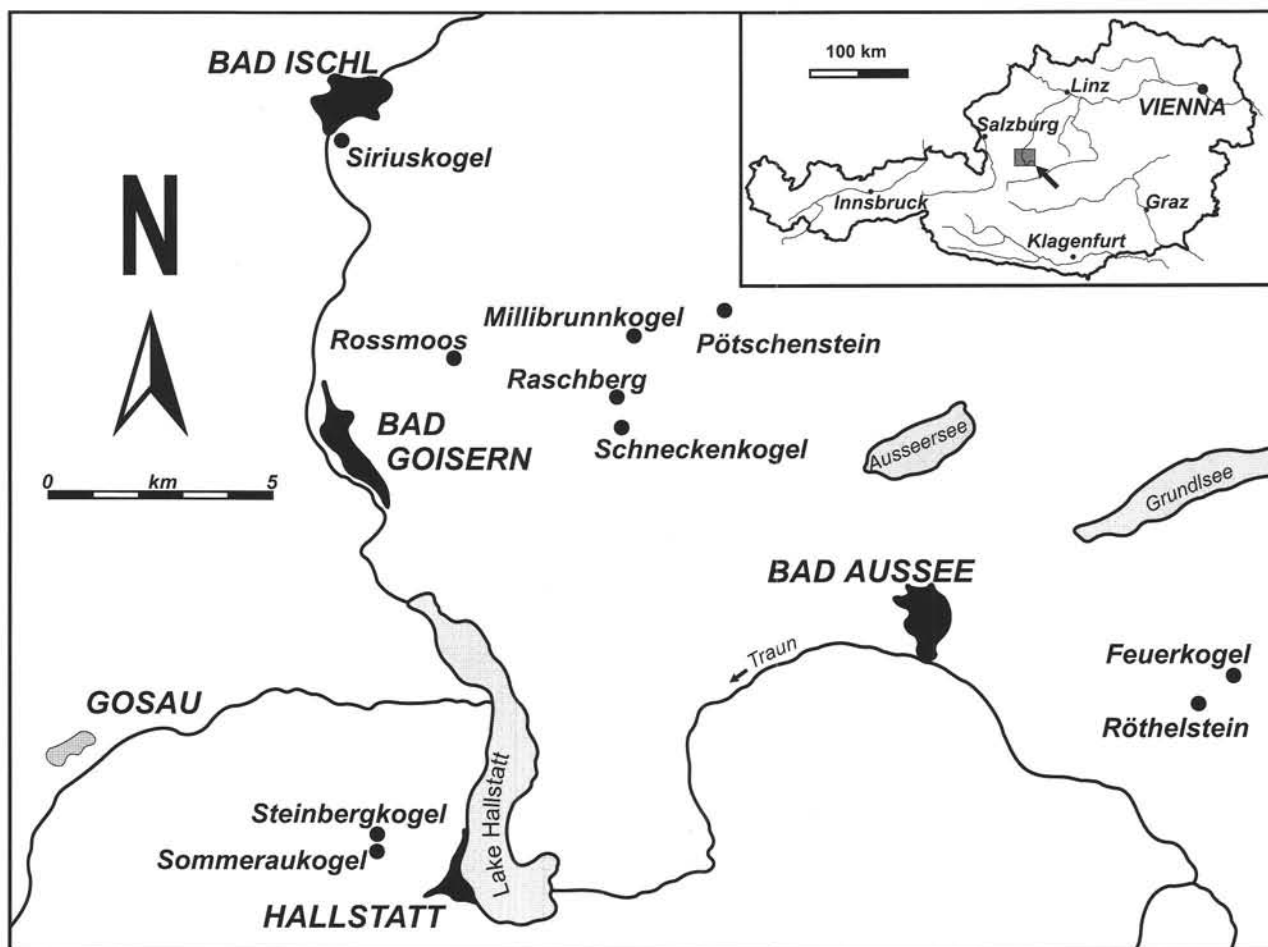 BAD ISCHL
Siriuskogel
100 km
Linz
VIENNA
Salzburg
Innsbruck
Graz
Klagenfurt
N
Millibrunnkogel
Pötschenstein
Rossmoos
Raschberg
Schneckenkogel
BAD
GOISERN
0 km 5
Ausseersee
Grundlsee
BAD AUSSEE
Traun
Feuerkogel
Röthelstein
GOSAU
Lake Hallstatt
Steinbergkogel
Sommeraukogel
HALLSTATT